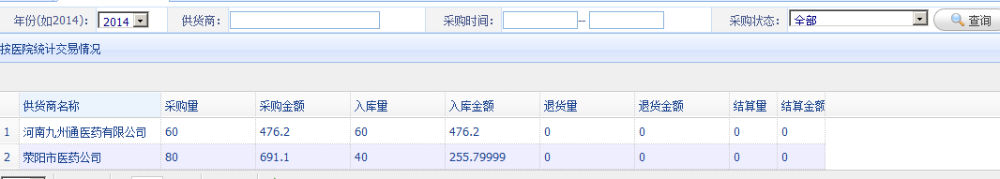 年份(如2014)： 2014 供货商： 采购时间： -- 采购状态： 全部 查询
按医院统计交易情况
供货商名称 采购量 采购金额 入库量 入库金额 退货量 退货金额 结算量 结算金额
1 河南九州通医药有限公司 60 476.2 60 476.2 0 0 0 0
2 荥阳市医药公司 80 691.1 40 255.79999 0 0 0 0